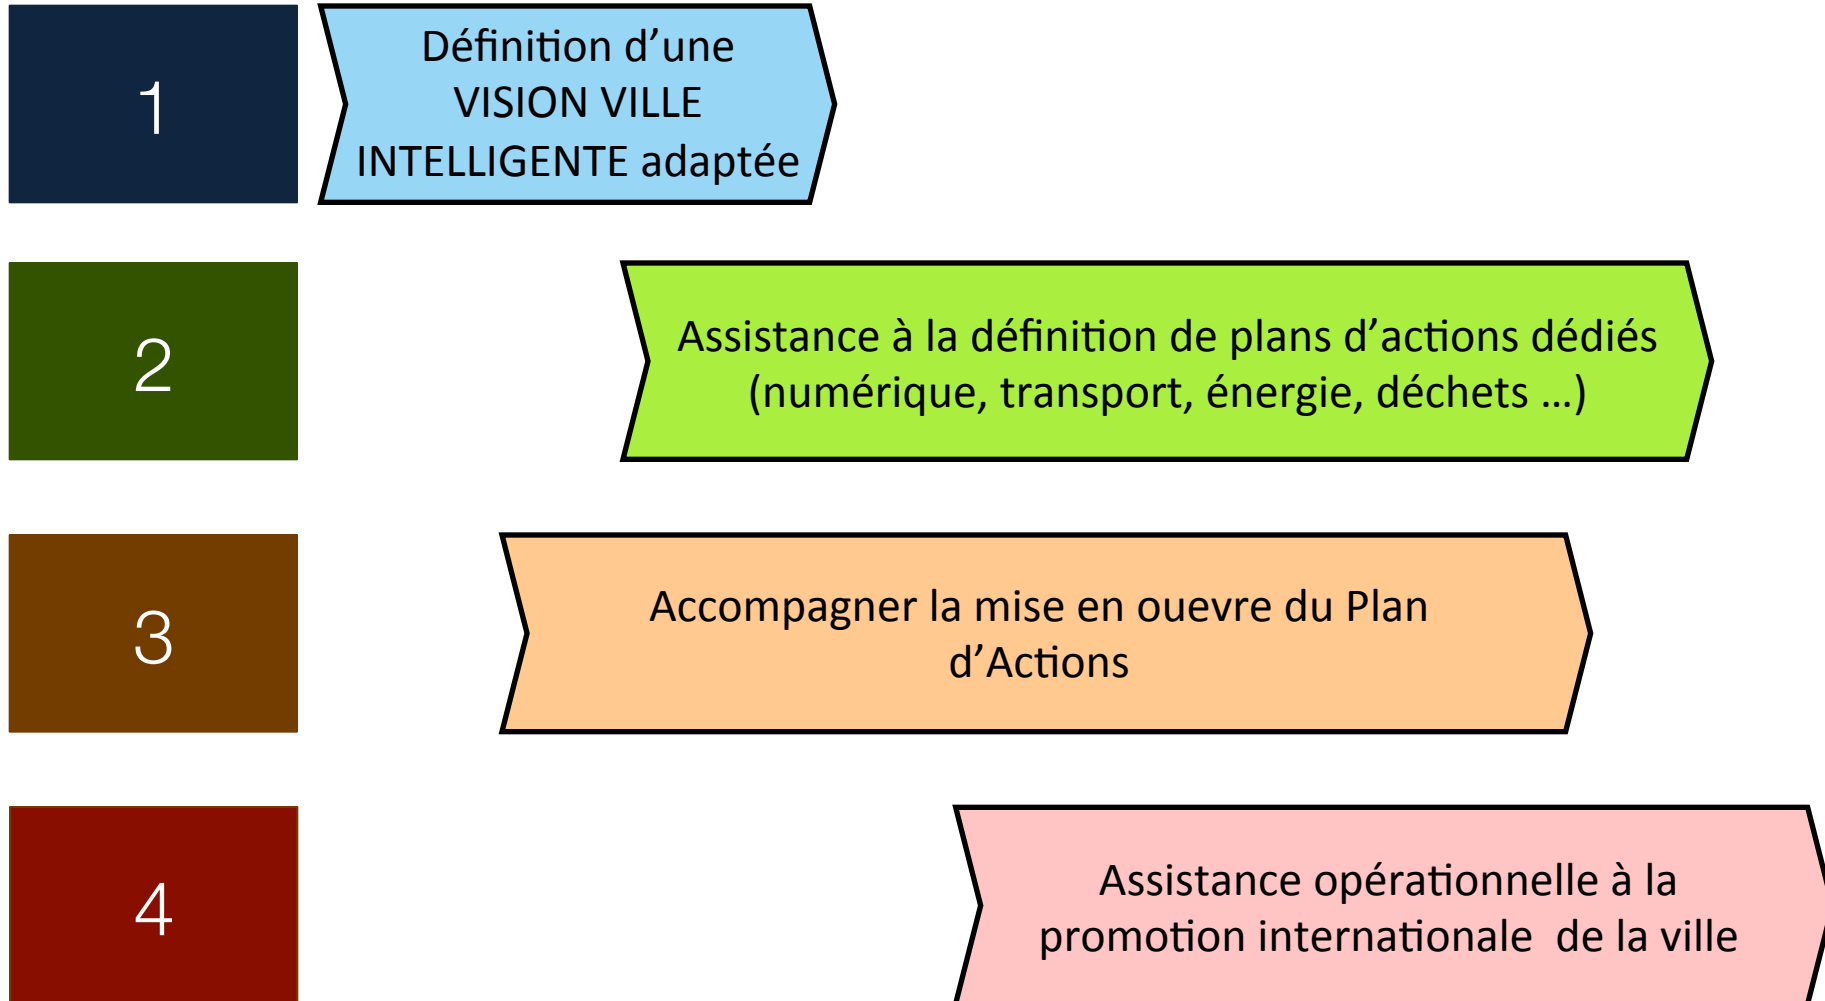 1
Définition d’une
VISION VILLE
INTELLIGENTE adaptée
2
Assistance à la définition de plans d’actions dédiés
(numérique, transport, énergie, déchets ...)
3
Accompagner la mise en ouevre du Plan
d’Actions
4
Assistance opérationnelle à la
promotion internationale  de la ville